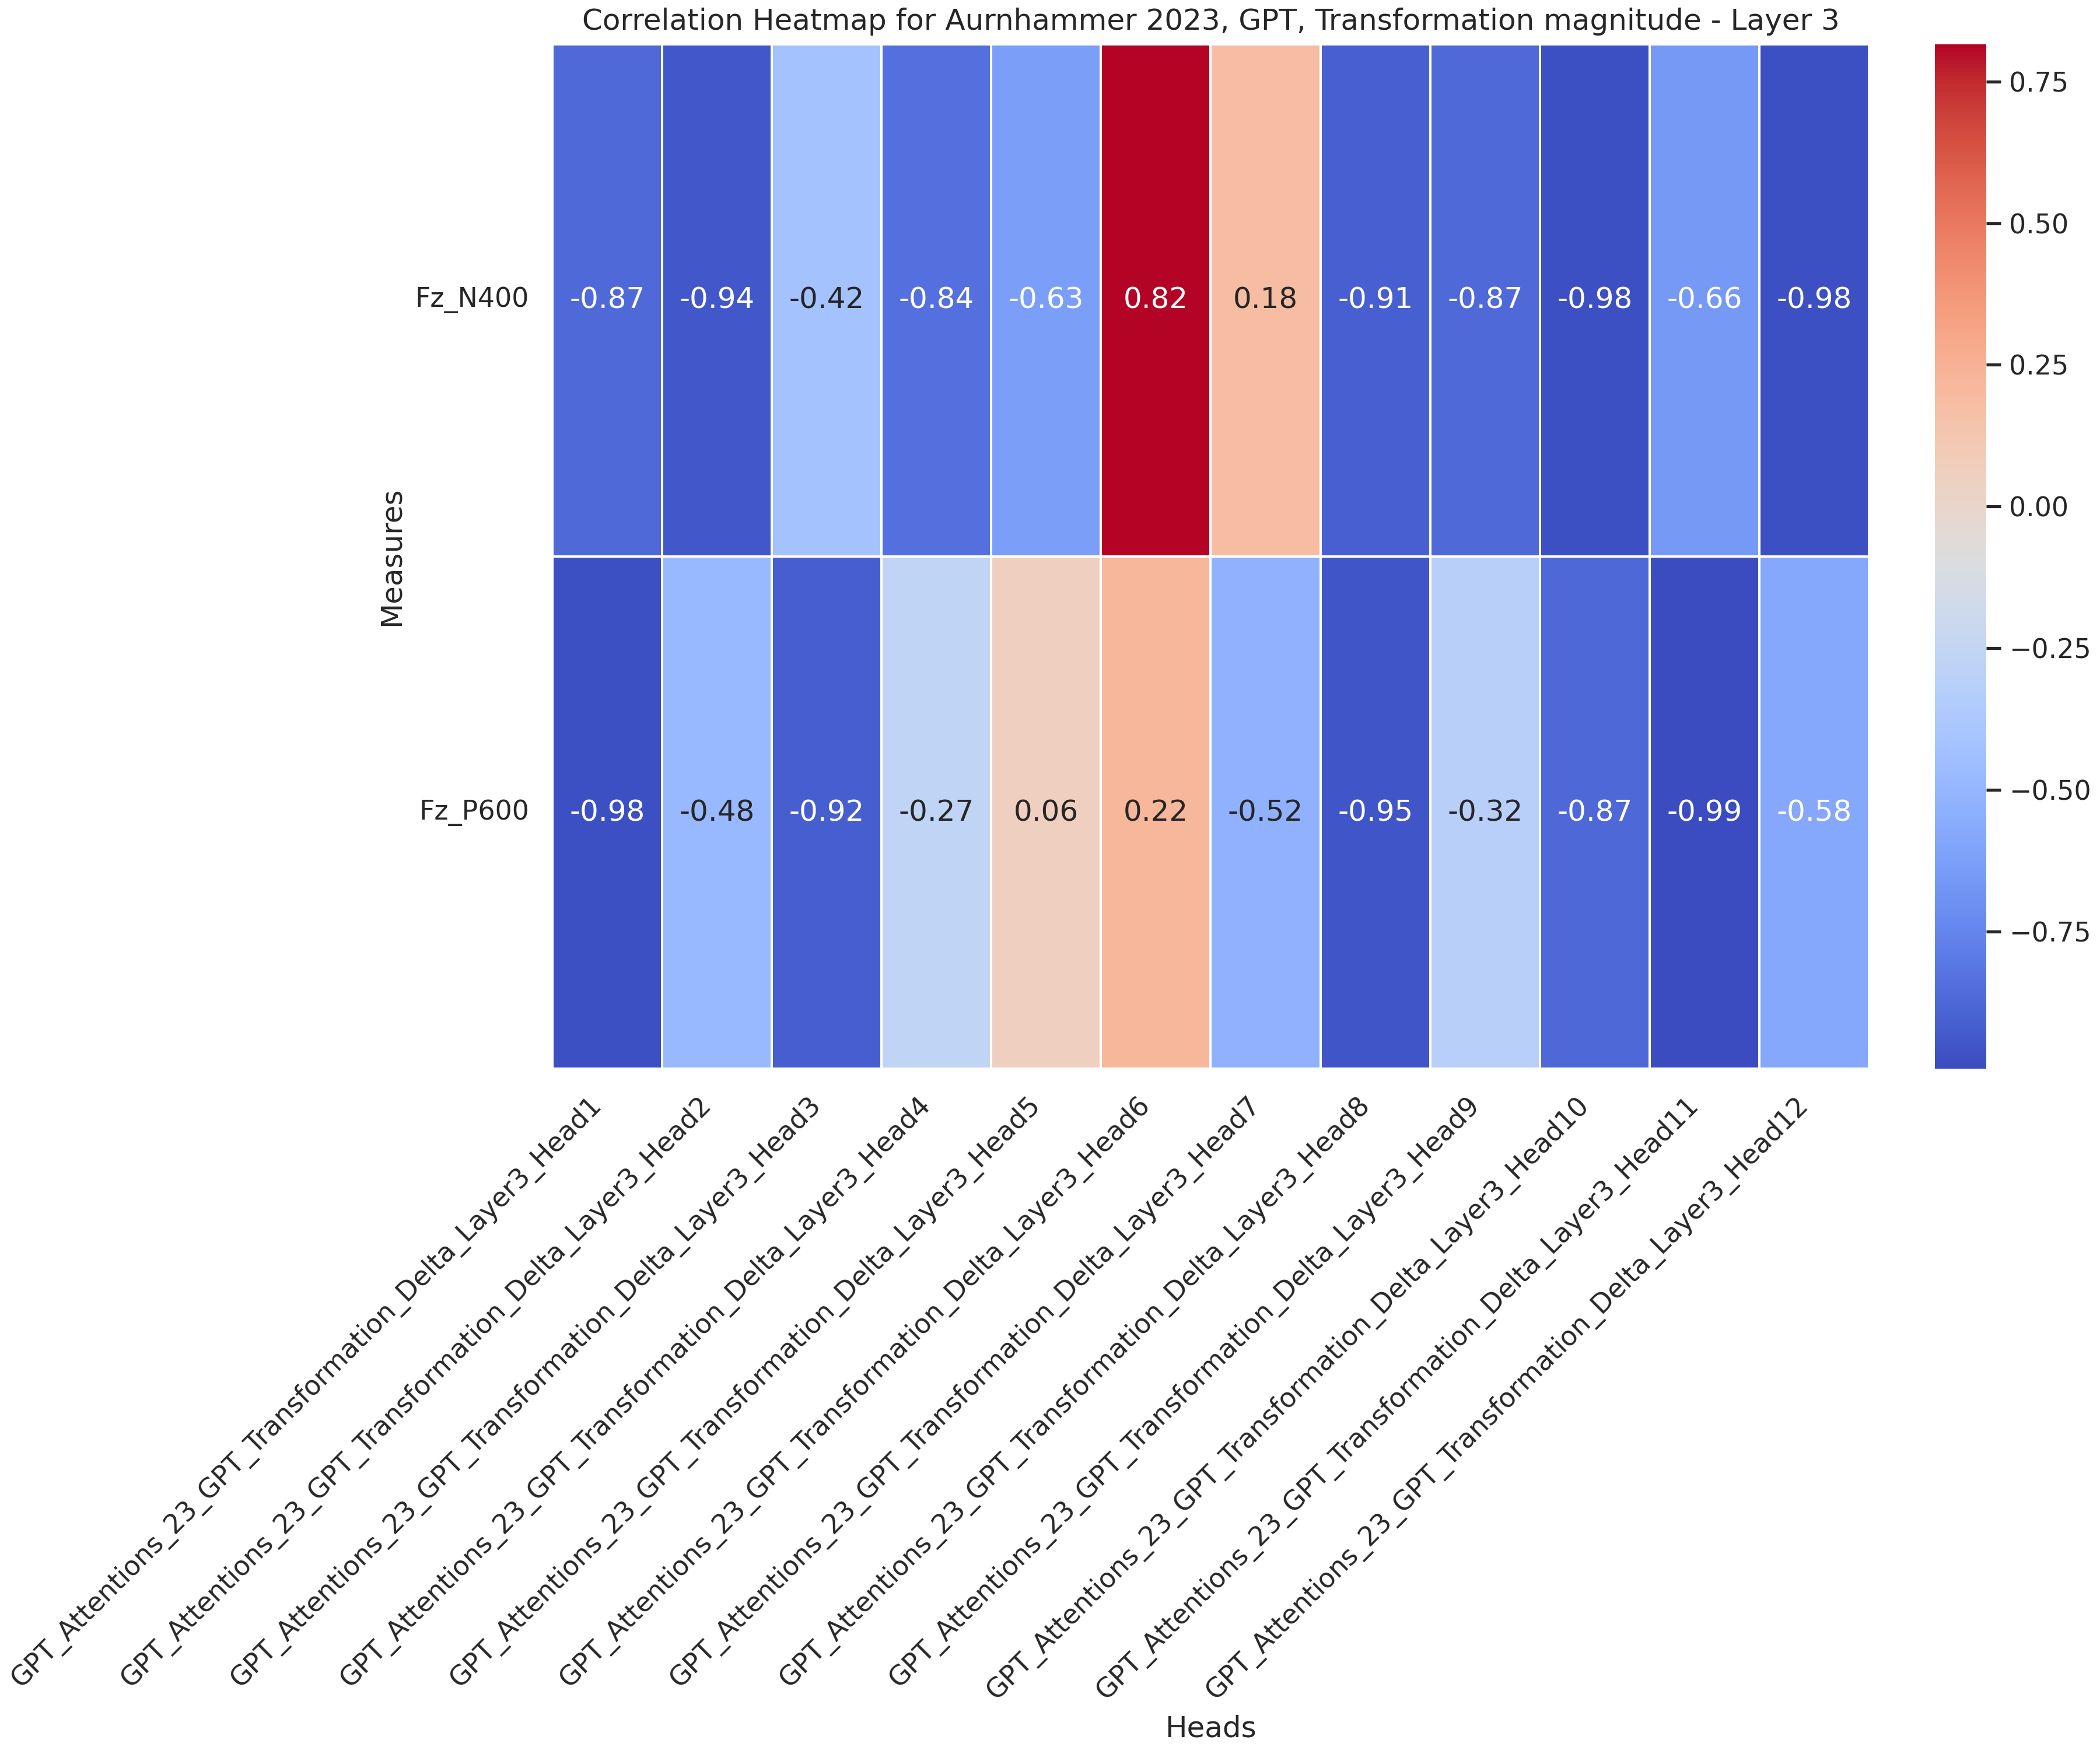 Correlation Heatmap for Aurnhammer 2023, GPT, Transformation magnitude - Layer 3
Measures
Fz_N400
-0.87 -0.94 -0.42 -0.84 -0.63 0.82 0.18 -0.91 -0.87 -0.98 -0.66 -0.98
Fz_P600
-0.98 -0.48 -0.92 -0.27 0.06 0.22 -0.52 -0.95 -0.32 -0.87 -0.99 -0.58
GPT_Attentions_23_GPT_Transformation_Delta_Layer3_Head1
GPT_Attentions_23_GPT_Transformation_Delta_Layer3_Head2
GPT_Attentions_23_GPT_Transformation_Delta_Layer3_Head3
GPT_Attentions_23_GPT_Transformation_Delta_Layer3_Head4
GPT_Attentions_23_GPT_Transformation_Delta_Layer3_Head5
GPT_Attentions_23_GPT_Transformation_Delta_Layer3_Head6
GPT_Attentions_23_GPT_Transformation_Delta_Layer3_Head7
GPT_Attentions_23_GPT_Transformation_Delta_Layer3_Head8
GPT_Attentions_23_GPT_Transformation_Delta_Layer3_Head9
GPT_Attentions_23_GPT_Transformation_Delta_Layer3_Head10
GPT_Attentions_23_GPT_Transformation_Delta_Layer3_Head11
GPT_Attentions_23_GPT_Transformation_Delta_Layer3_Head12
Heads
0.75
0.50
0.25
0.00
−0.25
−0.50
−0.75